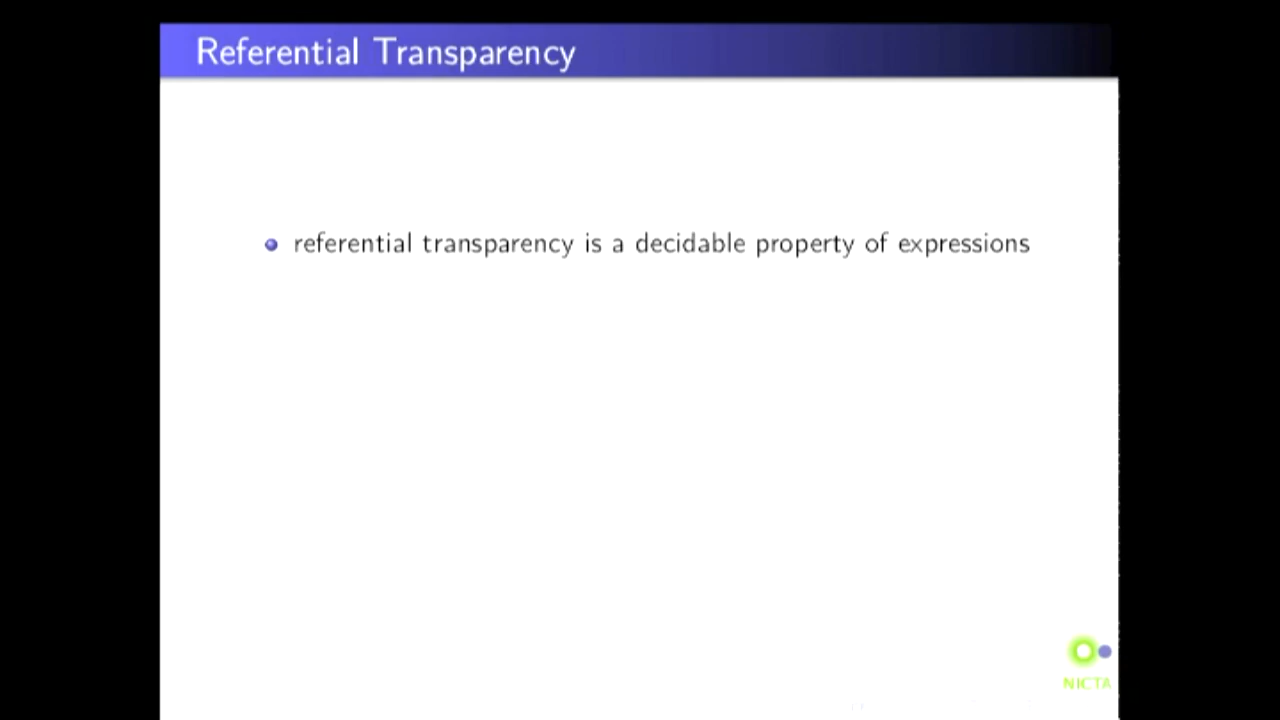 Referential Transparency
referential transparency is a decidable property of expressions
NICTA